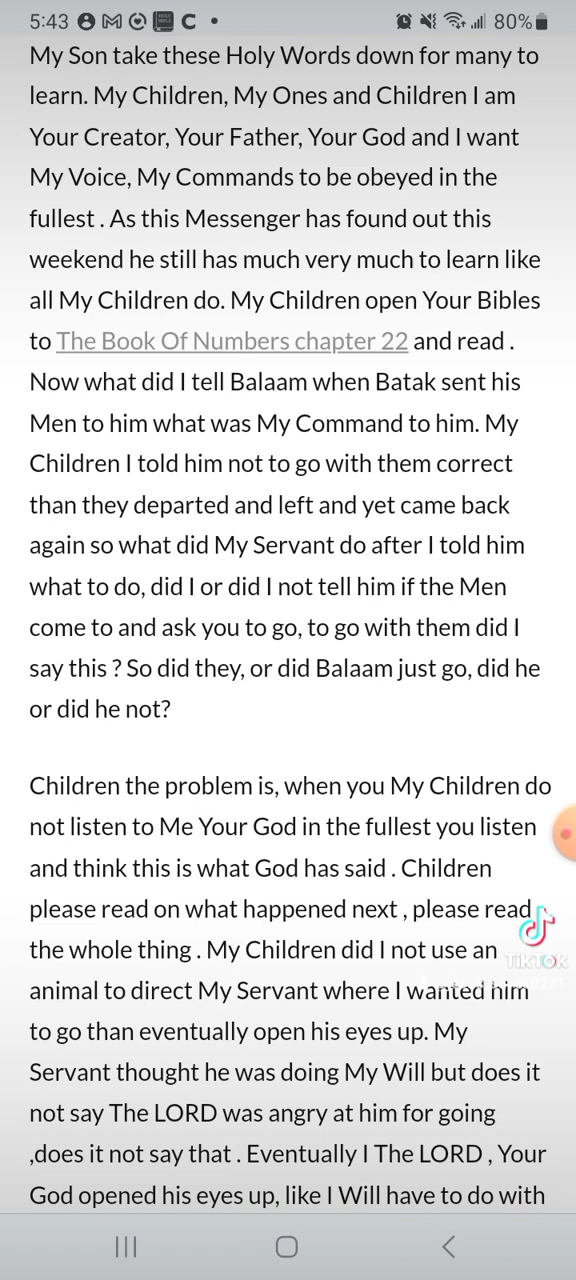 5:43 M C • 80%
My Son take these Holy Words down for many to
learn. My Children, My Ones and Children I am
Your Creator, Your Father, Your God and I want
My Voice, My Commands to be obeyed in the
fullest . As this Messenger has found out this
weekend he still has much very much to learn like
all My Children do. My Children open Your Bibles
to The Book Of Numbers chapter 22 and read .
Now what did I tell Balaam when Batak sent his
Men to him what was My Command to him. My
Children I told him not to go with them correct
than they departed and left and yet came back
again so what did My Servant do after I told him
what to do, did I or did I not tell him if the Men
come to and ask you to go, to go with them did I
say this ? So did they, or did Balaam just go, did he
or did he not?
Children the problem is, when you My Children do
not listen to Me Your God in the fullest you listen
and think this is what God has said . Children
please read on what happened next , please read
the whole thing . My Children did I not use an
TikTok
animal to direct My Servant where I wanted him
to go than eventually open his eyes up. My
Servant thought he was doing My Will but does it
not say The LORD was angry at him for going
,does it not say that . Eventually I The LORD , Your
God opened his eyes up, like I Will have to do with